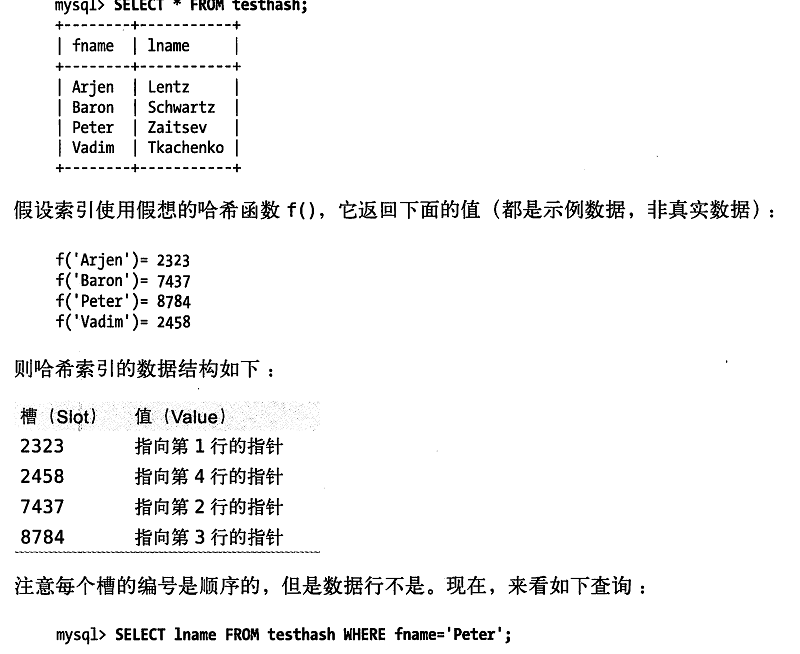 mysql> SELECT * FROM testhash;
+--------+-----------+
| fname | lname |
+--------+-----------+
| Arjen | Lentz |
| Baron | Schwartz |
| Peter | Zaitsev |
| Vadim | Tkachenko |
+--------+-----------+
假设索引使用假想的哈希函数 f()，它返回下面的值（都是示例数据，非真实数据）：
f('Arjen')= 2323
f('Baron')= 7437
f('Peter')= 8784
f('Vadim')= 2458
则哈希索引的数据结构如下：
槽（Slot） 值（Value）
2323 指向第 1 行的指针
2458 指向第 4 行的指针
7437 指向第 2 行的指针
8784 指向第 3 行的指针
注意每个槽的编号是顺序的，但是数据行不是。现在，来看如下查询：
mysql> SELECT lname FROM testhash WHERE fname='Peter';